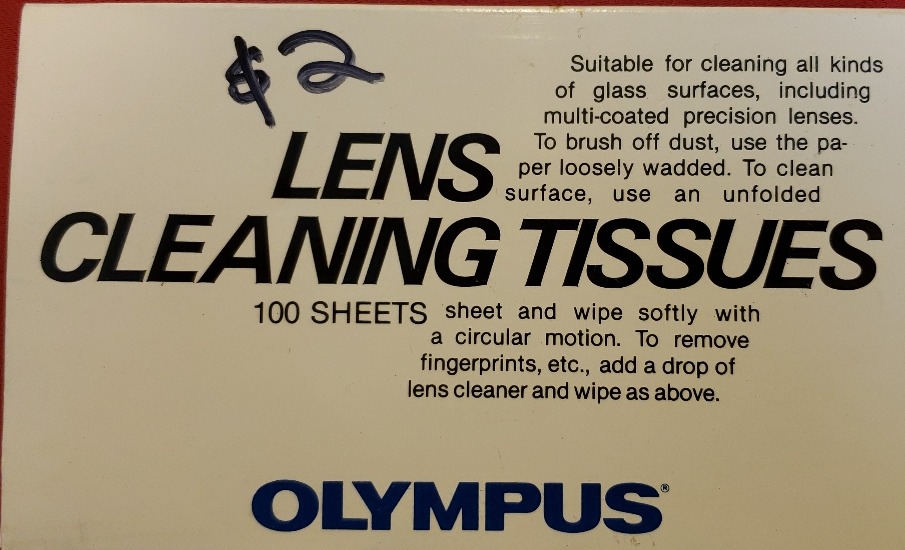 $2
Suitable for cleaning all kinds
of glass surfaces, including
multi-coated precision lenses.
To brush off dust, use the pa-
per loosely wadded. To clean
surface, use an unfolded
LENS
CLEANING TISSUES
100 SHEETS
sheet and wipe softly with
a circular motion. To remove
fingerprints, etc., add a drop of
lens cleaner and wipe as above.
OLYMPUS®